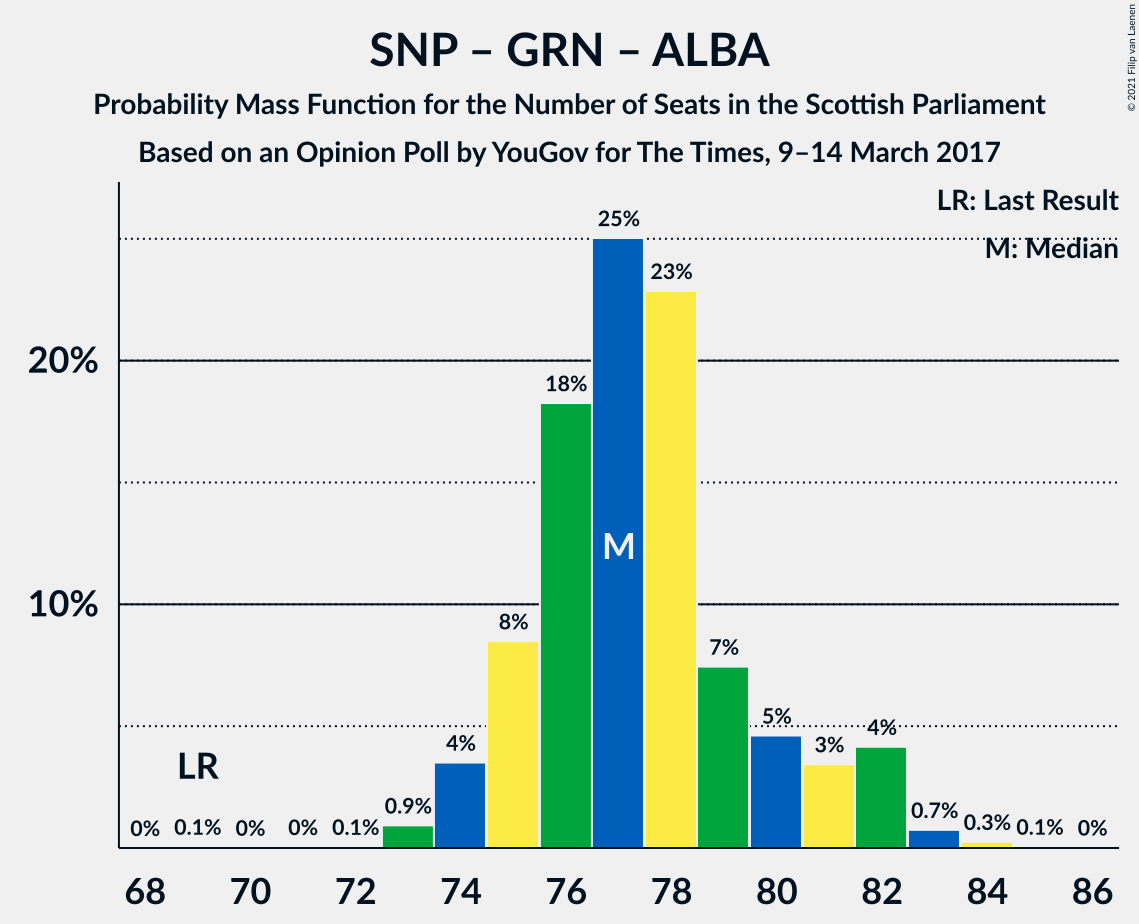 SNP – GRN – ALBA
Probability Mass Function for the Number of Seats in the Scottish Parliament
Based on an Opinion Poll by YouGov for The Times, 9–14 March 2017
© 2021 Filip van Laenen
LR: Last Result
M: Median
25%
23%
20%
18%
M
10%
8%
7%
5%
4%
4%
3%
LR
0.9%
0.7%
0.3%
0% 0.1% 0% 0% 0.1% 0.1% 0%
68 70 72 74 76 78 80 82 84 86